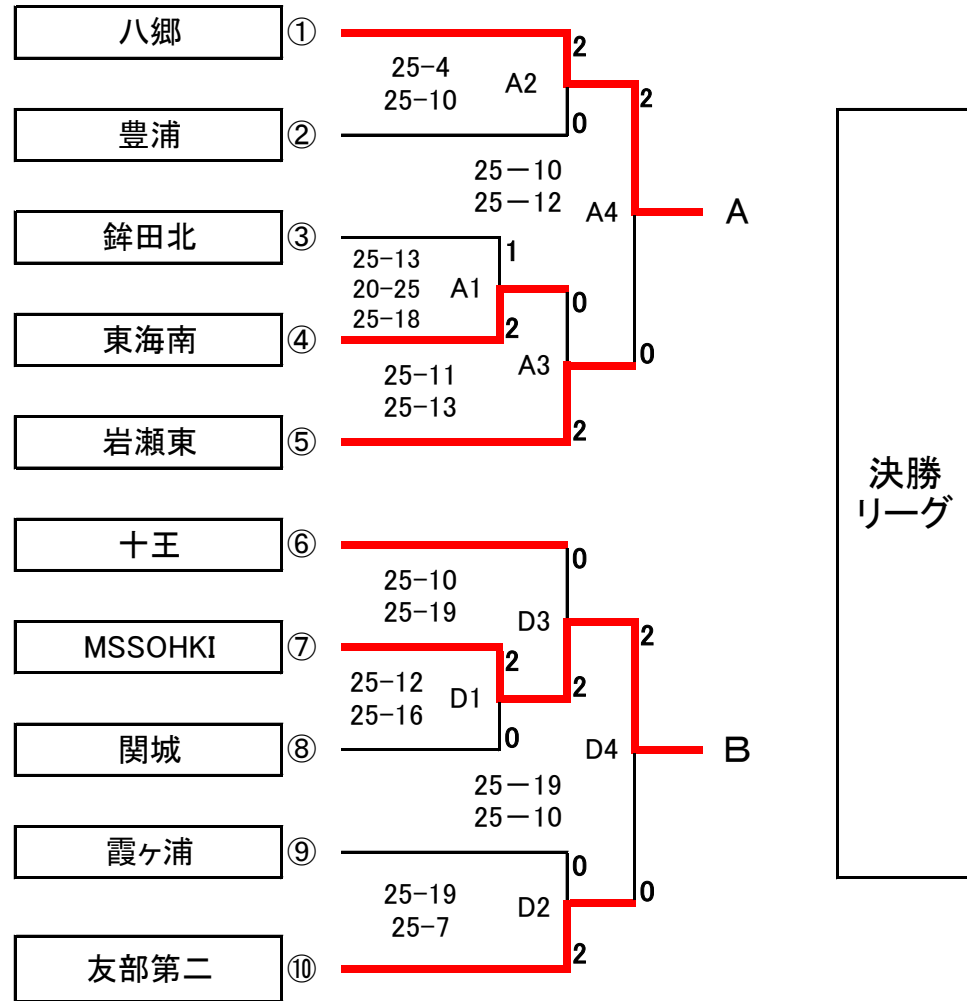 八郷 ①
2
25-4
25-10
A2
2
豊浦 ②
0
25－10
25－12
A4
A
鉾田北 ③
1
25-13
20-25
25-18
A1
0
東海南 ④
2
A3
0
25-11
25-13
岩瀬東 ⑤
2
決勝
リーグ
十王 ⑥
0
25-10
25-19
D3
2
MSSOHKI ⑦
2
25-12
25-16
D1
2
関城 ⑧
0
D4
B
25－19
25－10
霞ヶ浦 ⑨
0
25-19
25-7
D2
0
友部第二 ⑩
2